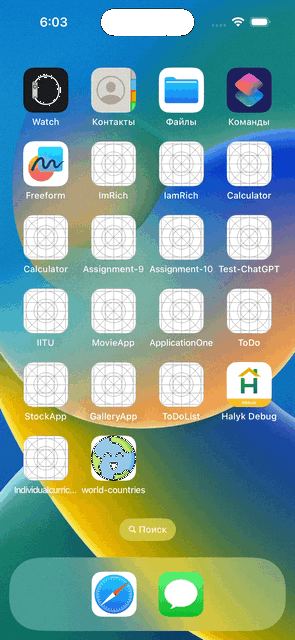 6:03
Watch
Контакты
Файлы
Команды
Freeform
ImRich
IamRich
Calculator
Calculator
Assignment-9
Assignment-10
Test-ChatGPT
IITU
MovieApp
ApplicationOne
ToDo
StockApp
GalleryApp
ToDoList
Halyk Debug
Individualcurric...
world-countries
Поиск